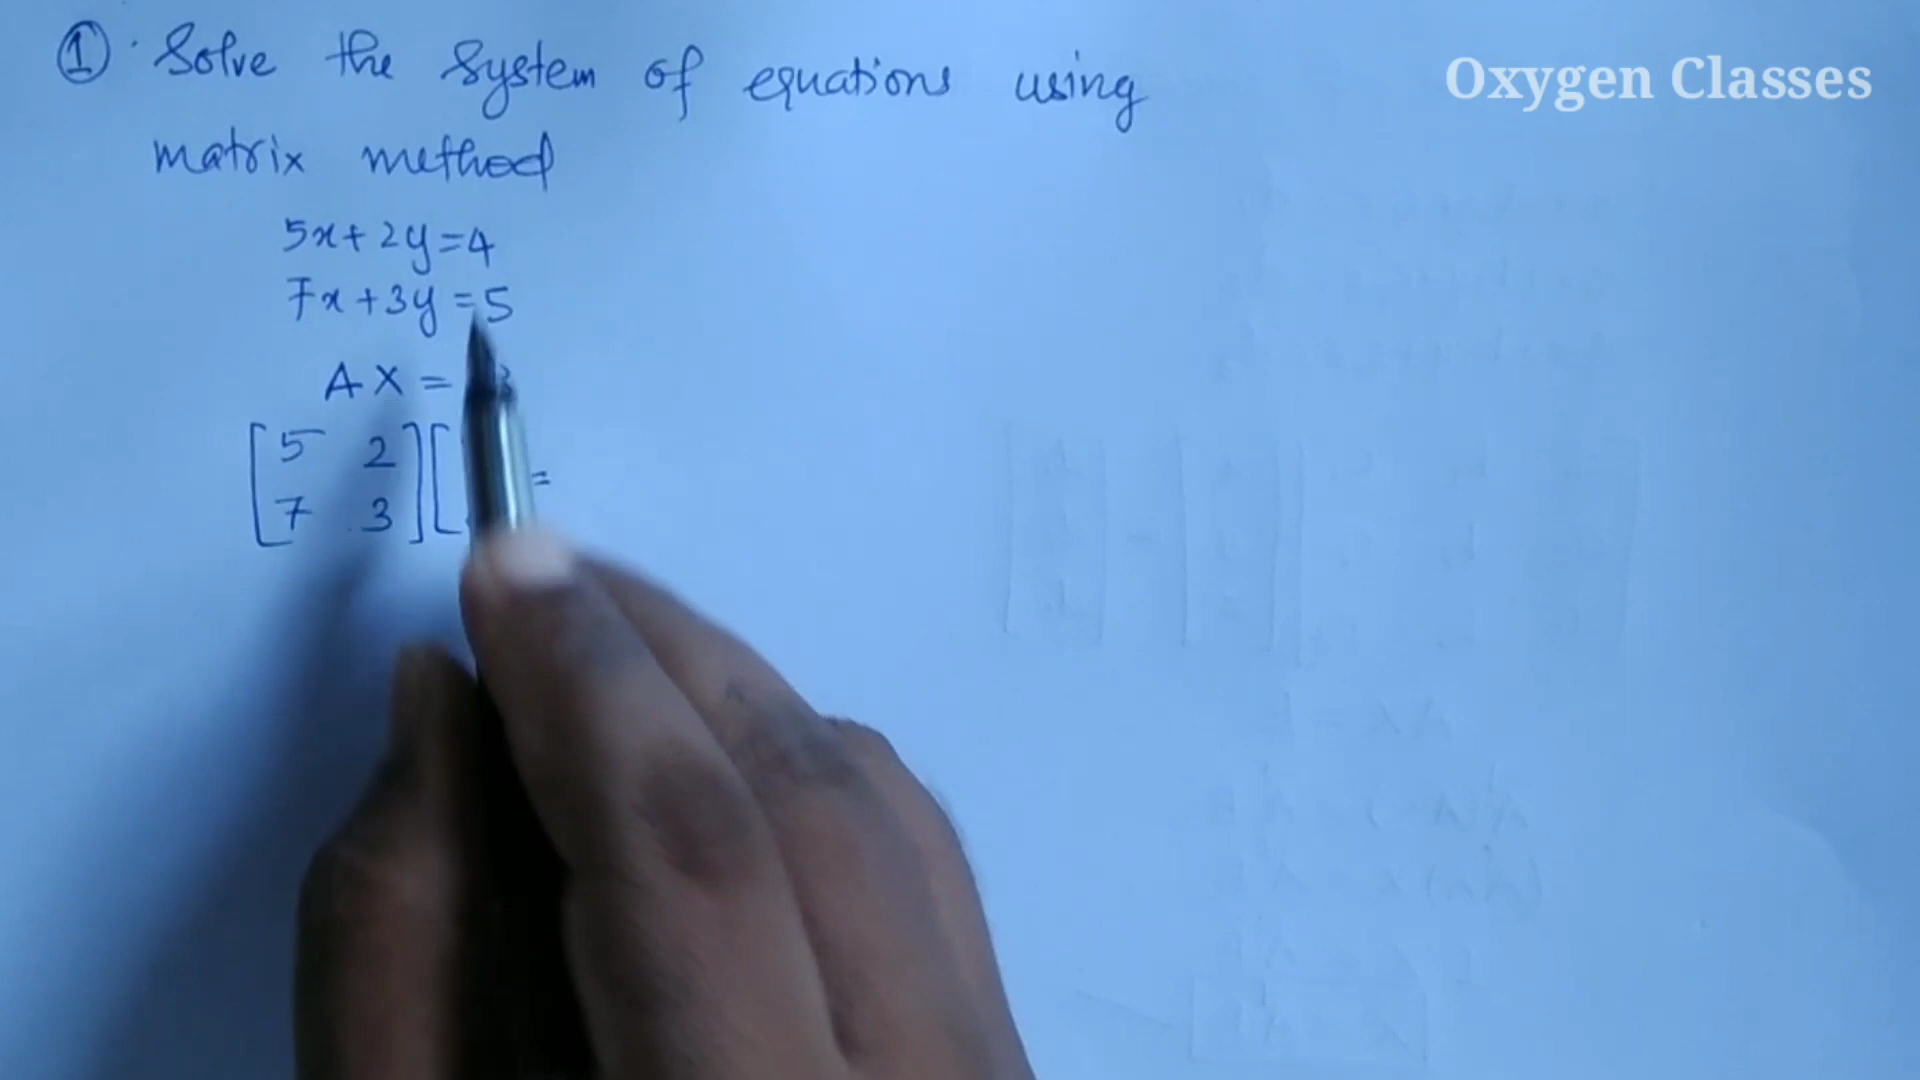 ① Solve the System of equations using
Oxygen Classes
matrix method
5x+2y=4
7x+3y=5
AX =
[5 2
7 3] [ =